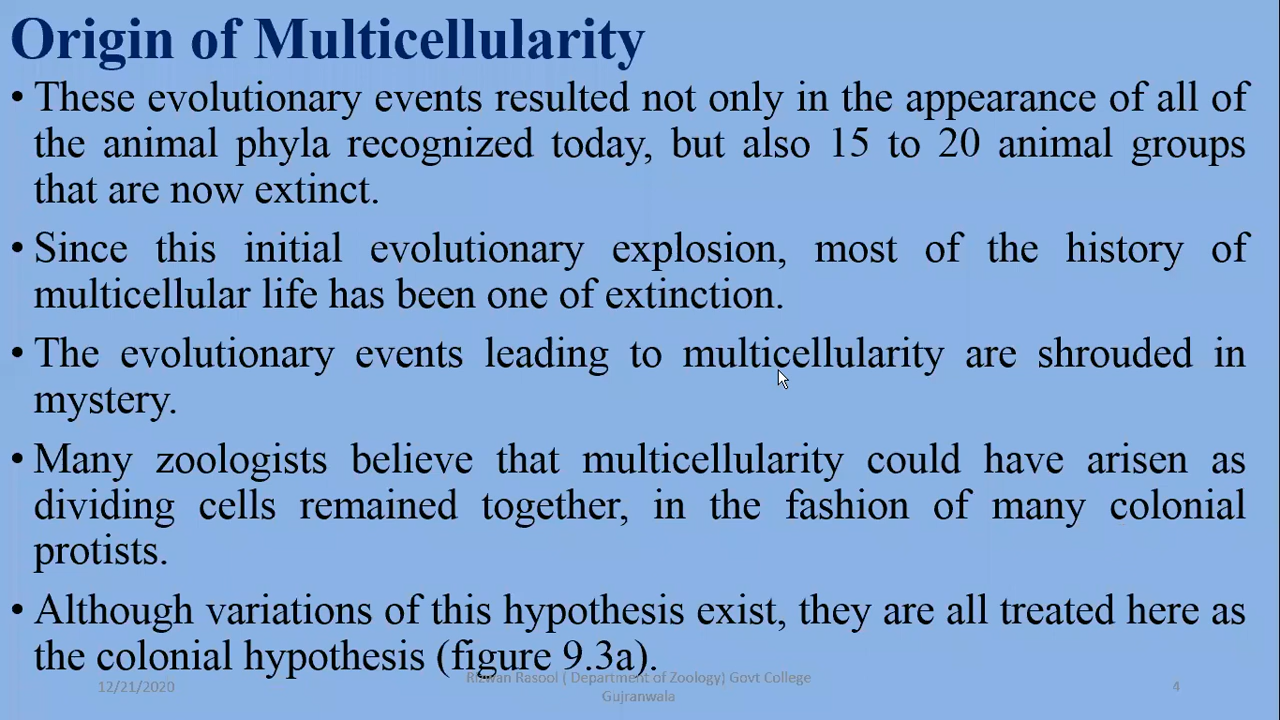 Origin of Multicellularity
• These evolutionary events resulted not only in the appearance of all of
the animal phyla recognized today, but also 15 to 20 animal groups
that are now extinct.
• Since this initial evolutionary explosion, most of the history of
multicellular life has been one of extinction.
• The evolutionary events leading to multicellularity are shrouded in
mystery.
• Many zoologists believe that multicellularity could have arisen as
dividing cells remained together, in the fashion of many colonial
protists.
• Although variations of this hypothesis exist, they are all treated here as
the colonial hypothesis (figure 9.3a).
12/21/2020
Rizwan Rasool ( Department of Zoology) Govt College
Gujranwala
4